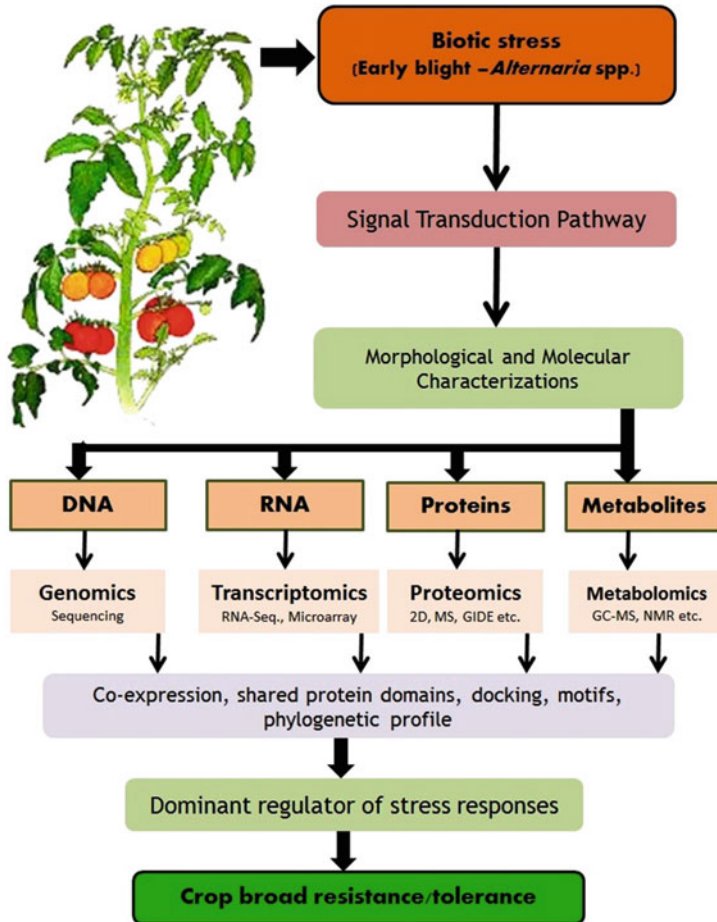 Biotic stress
(Early blight –Alternaria spp.)
Signal Transduction Pathway
Morphological and Molecular
Characterizations
DNA
RNA
Proteins
Metabolites
Genomics
Sequencing
Transcriptomics
RNA-Seq., Microarray
Proteomics
2D, MS, GIDE etc.
Metabolomics
GC-MS, NMR etc.
Co-expression, shared protein domains, docking, motifs,
phylogenetic profile
Dominant regulator of stress responses
Crop broad resistance/tolerance